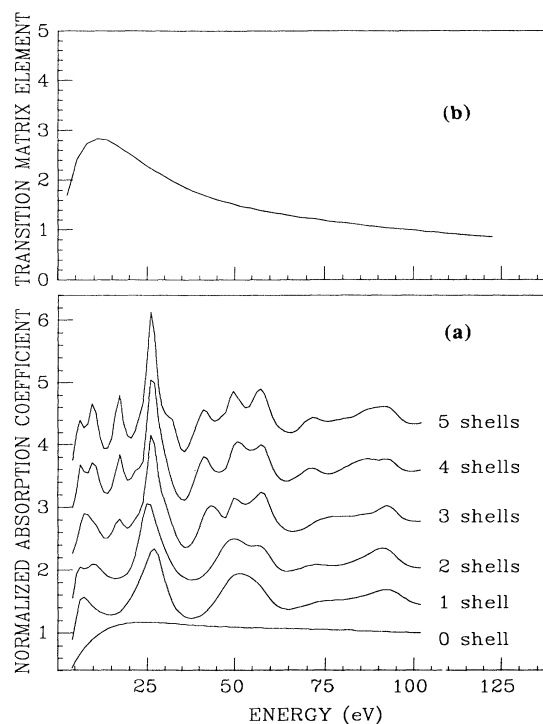 TRANSITION MATRIX ELEMENT
5
4
3
2
1
0
(b)
NORMALIZED ABSORPTION COEFFICIENT
6
5
4
3
2
1
(a)
5 shells
4 shells
3 shells
2 shells
1 shell
0 shell
25 50 75 100 125
ENERGY (eV)